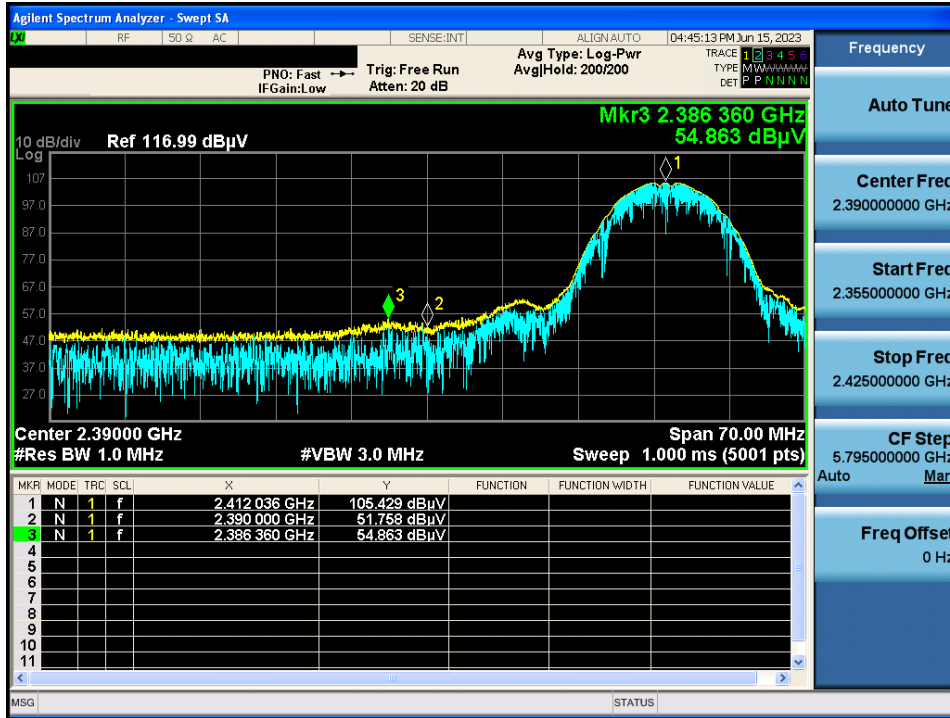 Agilent Spectrum Analyzer - Swept SA
LXI RF 50 Ω AC SENSE:INT ALIGN AUTO 04:45:13 PM Jun 15, 2023
Frequency
Avg Type: Log-Pwr TRACE 1 2 3 4 5 6
PNO: Fast Trig: Free Run Avg|Hold: 200/200 TYPE M W W W W W
IFGain:Low Atten: 20 dB DET P P N N N N
Auto Tune
Mkr3 2.386 360 GHz
54.863 dBµV
10 dB/div Ref 116.99 dBµV
Log
107
97.0
87.0
77.0
67.0
57.0
47.0
37.0
27.0
1
2
3
Center Freq
2.390000000 GHz
Start Freq
2.355000000 GHz
Stop Freq
2.425000000 GHz
Center 2.39000 GHz Span 70.00 MHz
#Res BW 1.0 MHz #VBW 3.0 MHz Sweep 1.000 ms (5001 pts)
CF Step
5.795000000 GHz
Auto Man
Freq Offset
0 Hz
MKR MODE TRC SCL X Y FUNCTION FUNCTION WIDTH FUNCTION VALUE
1 N 1 f 2.412 036 GHz 105.429 dBµV
2 N 1 f 2.390 000 GHz 51.758 dBµV
3 N 1 f 2.386 360 GHz 54.863 dBµV
4
5
6
7
8
9
10
11
MSG STATUS